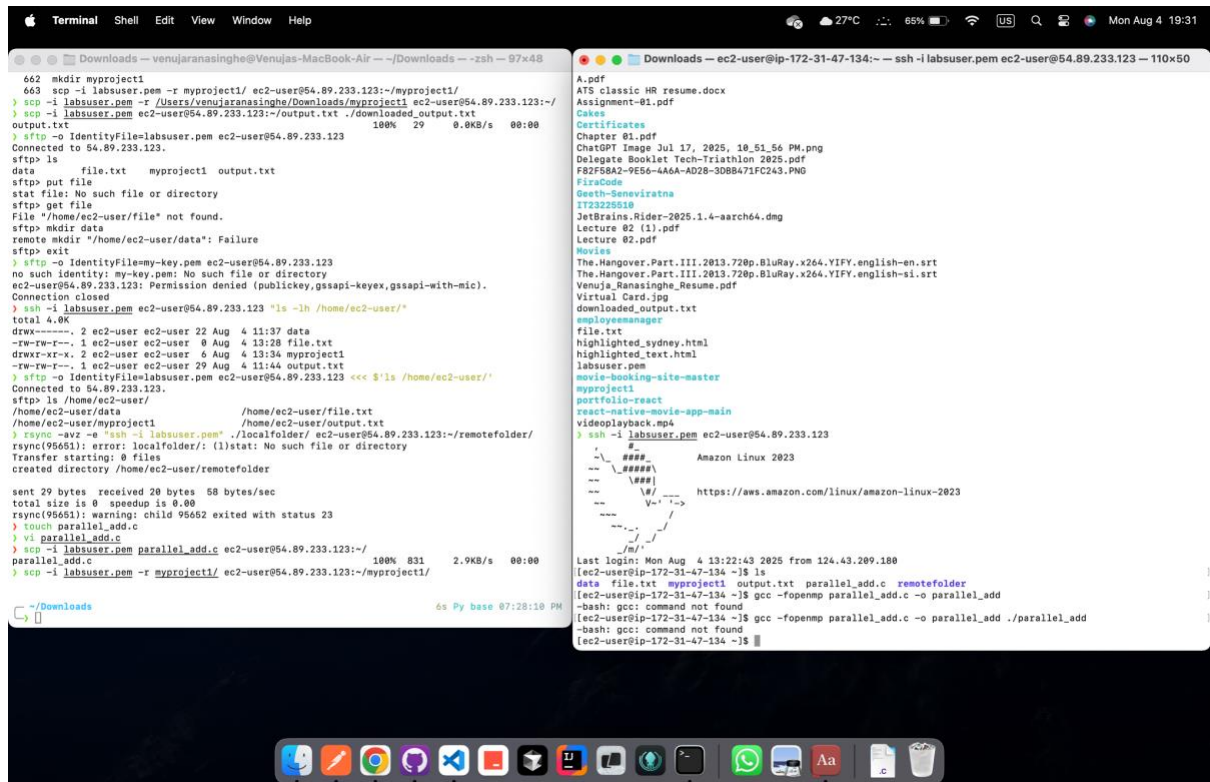 Terminal Shell Edit View Window Help
27°C 65% US Mon Aug 4 19:31
Downloads — venujaranasinghe@Venujas-MacBook-Air — ~/Downloads — -zsh — 97×48
662 mkdir myproject1
663 scp -i labsuser.pem -r myproject1/ ec2-user@54.89.233.123:~/myproject1/
❯ scp -i labsuser.pem -r /Users/venujaranasinghe/Downloads/myproject1 ec2-user@54.89.233.123:~/
❯ scp -i labsuser.pem ec2-user@54.89.233.123:~/output.txt ./downloaded_output.txt
output.txt 100% 29 0.0KB/s 00:00
❯ sftp -o IdentityFile=labsuser.pem ec2-user@54.89.233.123
Connected to 54.89.233.123.
sftp> ls
data file.txt myproject1 output.txt
sftp> put file
stat file: No such file or directory
sftp> get file
File "/home/ec2-user/file" not found.
sftp> mkdir data
remote mkdir "/home/ec2-user/data": Failure
sftp> exit
❯ sftp -o IdentityFile=my-key.pem ec2-user@54.89.233.123
no such identity: my-key.pem: No such file or directory
ec2-user@54.89.233.123: Permission denied (publickey,gssapi-keyex,gssapi-with-mic).
Connection closed
❯ ssh -i labsuser.pem ec2-user@54.89.233.123 "ls -lh /home/ec2-user/"
total 4.0K
drwx------. 2 ec2-user ec2-user 22 Aug 4 11:37 data
-rw-rw-r--. 1 ec2-user ec2-user 0 Aug 4 13:28 file.txt
drwxr-xr-x. 2 ec2-user ec2-user 6 Aug 4 13:34 myproject1
-rw-rw-r--. 1 ec2-user ec2-user 29 Aug 4 11:44 output.txt
❯ sftp -o IdentityFile=labsuser.pem ec2-user@54.89.233.123 <<< $'ls /home/ec2-user/'
Connected to 54.89.233.123.
sftp> ls /home/ec2-user/
/home/ec2-user/data /home/ec2-user/file.txt
/home/ec2-user/myproject1 /home/ec2-user/output.txt
❯ rsync -avz -e "ssh -i labsuser.pem" ./localfolder/ ec2-user@54.89.233.123:~/remotefolder/
rsync(95651): error: localfolder/: (l)stat: No such file or directory
Transfer starting: 0 files
created directory /home/ec2-user/remotefolder
sent 29 bytes received 20 bytes 58 bytes/sec
total size is 0 speedup is 0.00
rsync(95651): warning: child 95652 exited with status 23
❯ touch parallel_add.c
❯ vi parallel_add.c
❯ scp -i labsuser.pem parallel_add.c ec2-user@54.89.233.123:~/
parallel_add.c 100% 831 2.9KB/s 00:00
❯ scp -i labsuser.pem -r myproject1/ ec2-user@54.89.233.123:~/myproject1/
~/Downloads 6s Py base 07:28:10 PM
Downloads — ec2-user@ip-172-31-47-134:~ — ssh -i labsuser.pem ec2-user@54.89.233.123 — 110×50
A.pdf
ATS classic HR resume.docx
Assignment-01.pdf
Cakes
Certificates
Chapter 01.pdf
ChatGPT Image Jul 17, 2025, 10_51_56 PM.png
Delegate Booklet Tech-Triathlon 2025.pdf
F82F58A2-9E56-4A6A-AD28-3DBB471FC243.PNG
FiraCode
Geeth-Seneviratna
IT23225510
JetBrains.Rider-2025.1.4-aarch64.dmg
Lecture 02 (1).pdf
Lecture 02.pdf
Movies
The.Hangover.Part.III.2013.720p.BluRay.x264.YIFY.english-en.srt
The.Hangover.Part.III.2013.720p.BluRay.x264.YIFY.english-si.srt
Venuja_Ranasinghe_Resume.pdf
Virtual Card.jpg
downloaded_output.txt
employeemanager
file.txt
highlighted_sydney.html
highlighted_text.html
labsuser.pem
movie-booking-site-master
myproject1
portfolio-react
react-native-movie-app-main
videoplayback.mp4
❯ ssh -i labsuser.pem ec2-user@54.89.233.123
, #_
~\_ ####_ Amazon Linux 2023
~~ \_#####\
~~ \###|
~~ \#/ ___ https://aws.amazon.com/linux/amazon-linux-2023
~~ V~' '->
~~~ /
~~._. _/
_/ _/
_/m/'
Last login: Mon Aug 4 13:22:43 2025 from 124.43.209.180
[ec2-user@ip-172-31-47-134 ~]$ ls
data file.txt myproject1 output.txt parallel_add.c remotefolder
[ec2-user@ip-172-31-47-134 ~]$ gcc -fopenmp parallel_add.c -o parallel_add
-bash: gcc: command not found
[ec2-user@ip-172-31-47-134 ~]$ gcc -fopenmp parallel_add.c -o parallel_add ./parallel_add
-bash: gcc: command not found
[ec2-user@ip-172-31-47-134 ~]$
Aa
.C